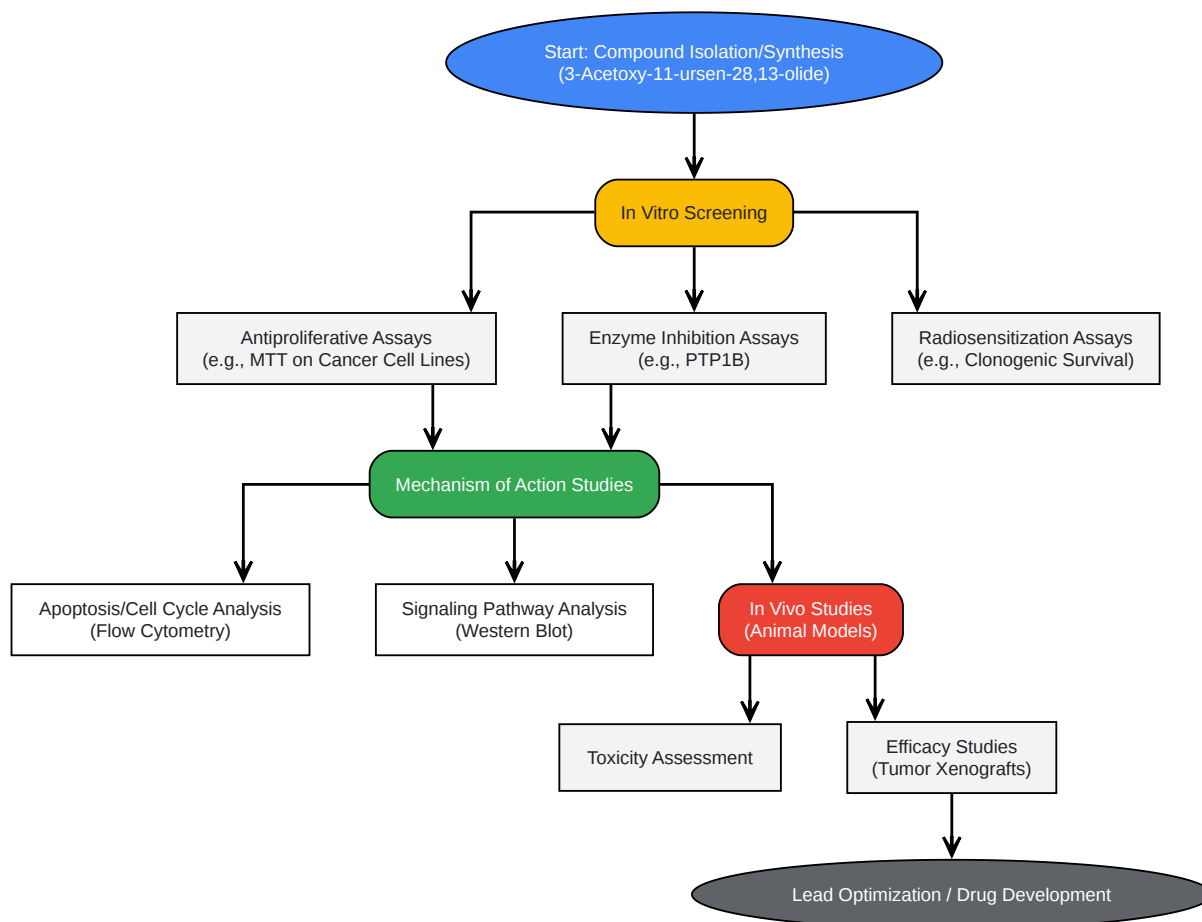 Start: Compound Isolation/Synthesis
(3-Acetoxy-11-ursen-28,13-olide)
In Vitro Screening
Antiproliferative Assays
(e.g., MTT on Cancer Cell Lines)
Enzyme Inhibition Assays
(e.g., PTP1B)
Radiosensitization Assays
(e.g., Clonogenic Survival)
Mechanism of Action Studies
Apoptosis/Cell Cycle Analysis
(Flow Cytometry)
Signaling Pathway Analysis
(Western Blot)
In Vivo Studies
(Animal Models)
Toxicity Assessment
Efficacy Studies
(Tumor Xenografts)
Lead Optimization / Drug Development